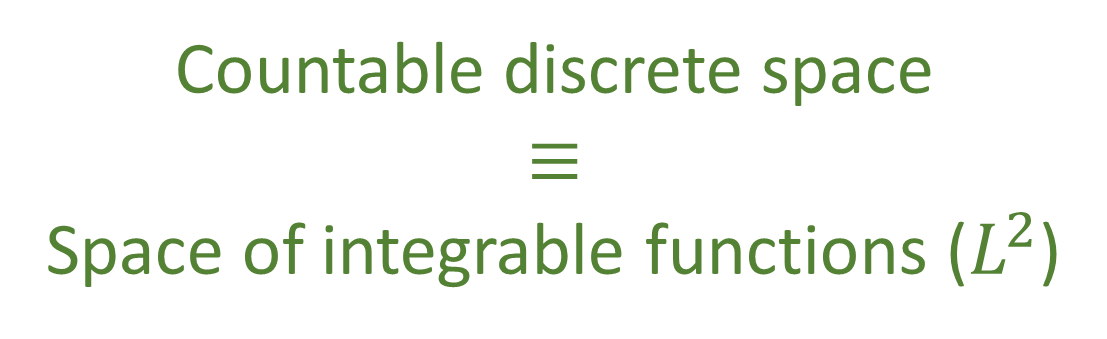 Countable discrete space
≡
Space of integrable functions (𝐿²)